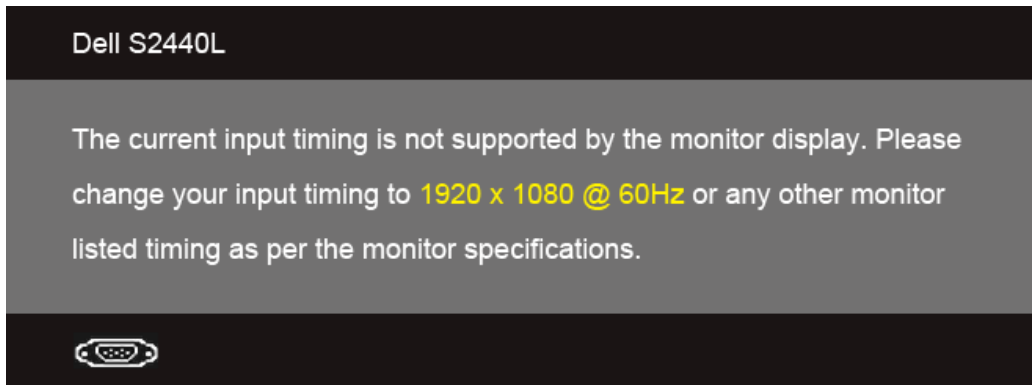 Dell S2440L
The current input timing is not supported by the monitor display. Please
change your input timing to 1920 x 1080 @ 60Hz or any other monitor
listed timing as per the monitor specifications.